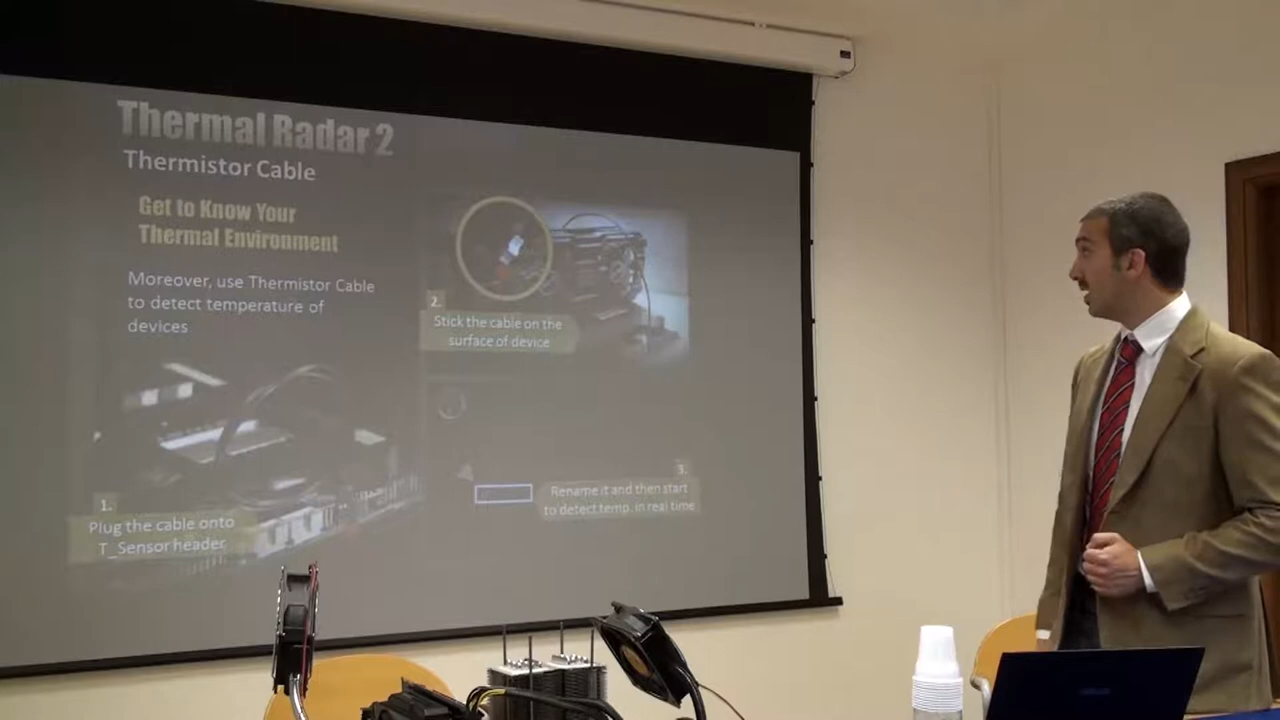 Thermal Radar 2
Thermistor Cable
Get to Know Your
Thermal Environment
Moreover, use Thermistor Cable
to detect temperature of
devices
1.
Plug the cable onto
T_Sensor header
2.
Stick the cable on the
surface of device
3.
Rename it and then start
to detect temp. in real time